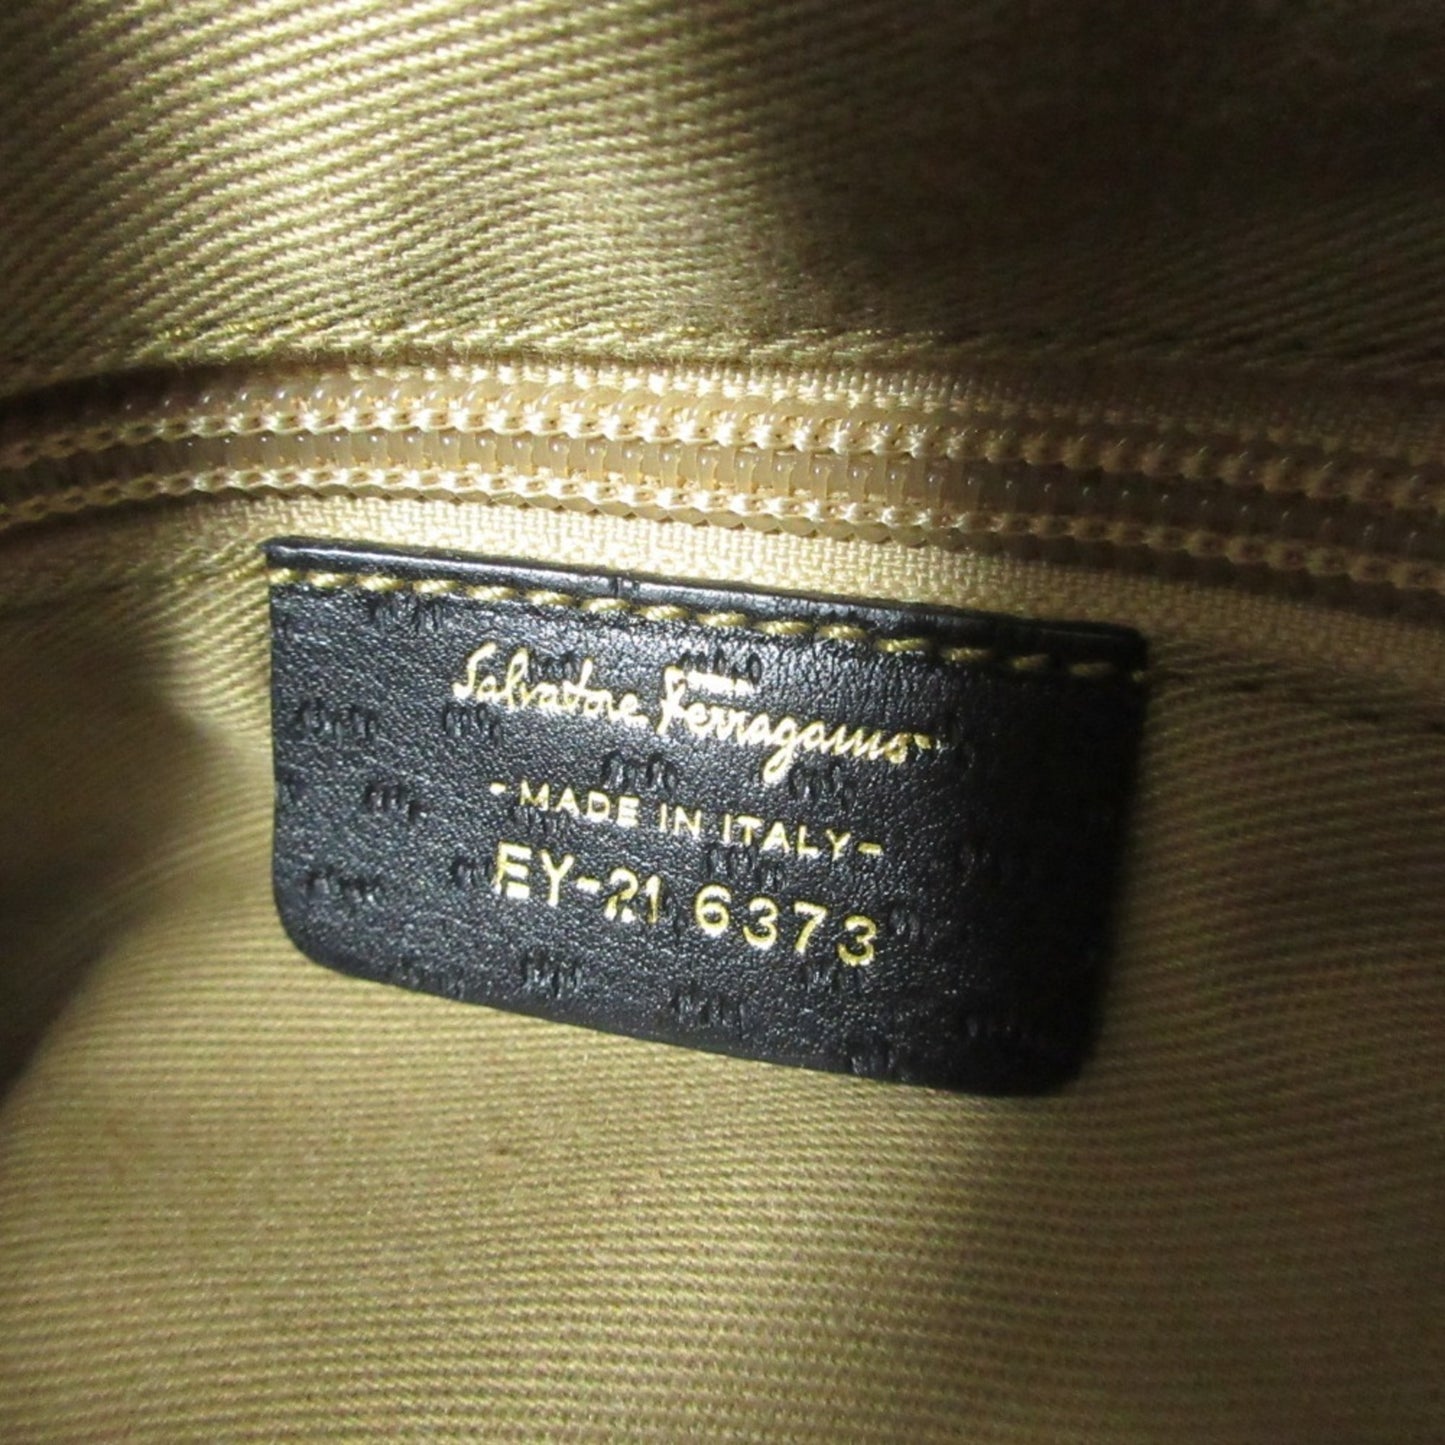 Salvatore Ferragamo
-MADE IN ITALY-
EY-21 6373